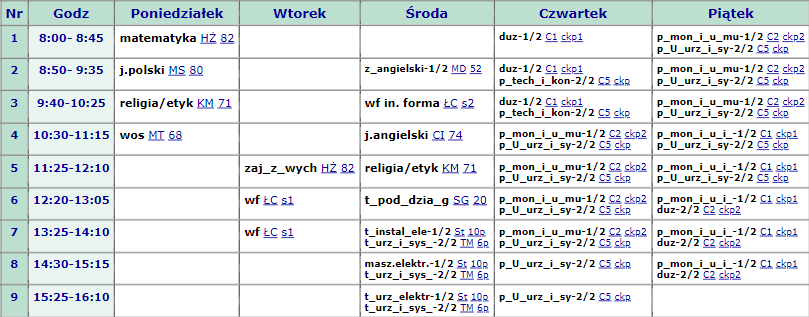 Nr Godz Poniedziałek Wtorek Środa Czwartek Piątek
1 8:00- 8:45 matematyka HŻ 82 duz-1/2 C1 ckp1 p_mon_i_u_mu-1/2 C2 ckp2
p_U_urz_i_sy-2/2 C5 ckp
2 8:50- 9:35 j.polski MS 80 z_angielski-1/2 MD 52 duz-1/2 C1 ckp1 p_mon_i_u_mu-1/2 C2 ckp2
p_tech_i_kon-2/2 C5 ckp p_U_urz_i_sy-2/2 C5 ckp
3 9:40-10:25 religia/etyk KM 71 wf in. forma ŁC s2 duz-1/2 C1 ckp1 p_mon_i_u_mu-1/2 C2 ckp2
p_tech_i_kon-2/2 C5 ckp p_U_urz_i_sy-2/2 C5 ckp
4 10:30-11:15 wos MT 68 j.angielski CI 74 p_mon_i_u_mu-1/2 C2 ckp2 p_mon_i_u_i_-1/2 C1 ckp1
p_U_urz_i_sy-2/2 C5 ckp p_U_urz_i_sy-2/2 C5 ckp
5 11:25-12:10 zaj_z_wych HŻ 82 religia/etyk KM 71 p_mon_i_u_mu-1/2 C2 ckp2 p_mon_i_u_i_-1/2 C1 ckp1
p_U_urz_i_sy-2/2 C5 ckp p_U_urz_i_sy-2/2 C5 ckp
6 12:20-13:05 wf ŁC s1 t_pod_dzia_g SG 20 p_mon_i_u_mu-1/2 C2 ckp2 p_mon_i_u_i_-1/2 C1 ckp1
p_U_urz_i_sy-2/2 C5 ckp duz-2/2 C2 ckp2
7 13:25-14:10 wf ŁC s1 t_instal_ele-1/2 St 10p p_mon_i_u_mu-1/2 C2 ckp2 p_mon_i_u_i_-1/2 C1 ckp1
t_urz_i_sys_-2/2 TM 6p p_U_urz_i_sy-2/2 C5 ckp duz-2/2 C2 ckp2
8 14:30-15:15 masz.elektr.-1/2 St 10p p_U_urz_i_sy-2/2 C5 ckp p_mon_i_u_i_-1/2 C1 ckp1
t_urz_i_sys_-2/2 TM 6p duz-2/2 C2 ckp2
9 15:25-16:10 t_urz_elektr-1/2 St 10p p_U_urz_i_sy-2/2 C5 ckp
t_urz_i_sys_-2/2 TM 6p